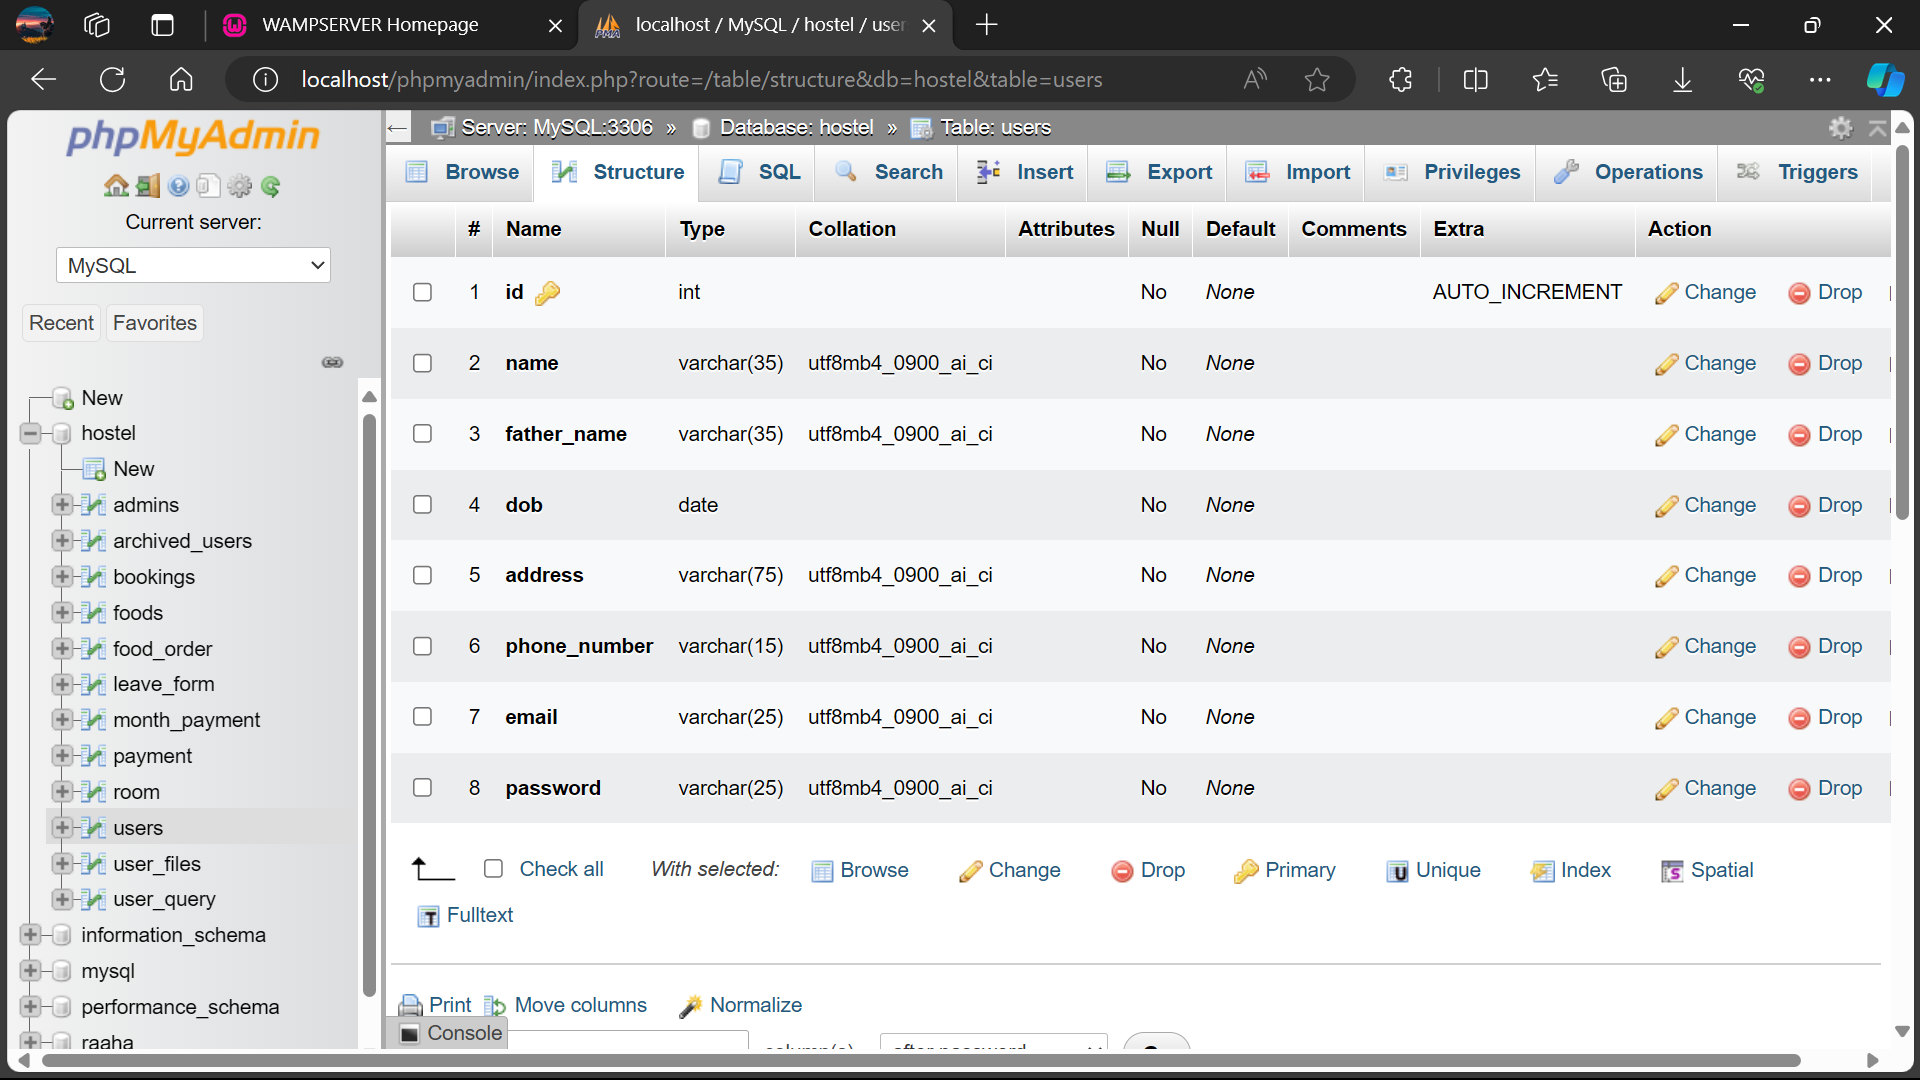 WAMPSERVER Homepage
localhost / MySQL / hostel / user
localhost/phpmyadmin/index.php?route=/table/structure&db=hostel&table=users
phpMyAdmin
Current server:
MySQL
Recent Favorites
New
hostel
New
admins
archived_users
bookings
foods
food_order
leave_form
month_payment
payment
room
users
user_files
user_query
information_schema
mysql
performance_schema
raaha
Server: MySQL:3306 » Database: hostel » Table: users
Browse Structure SQL Search Insert Export Import Privileges Operations Triggers
# Name Type Collation Attributes Null Default Comments Extra Action
1 id int No None AUTO_INCREMENT Change Drop
2 name varchar(35) utf8mb4_0900_ai_ci No None Change Drop
3 father_name varchar(35) utf8mb4_0900_ai_ci No None Change Drop
4 dob date No None Change Drop
5 address varchar(75) utf8mb4_0900_ai_ci No None Change Drop
6 phone_number varchar(15) utf8mb4_0900_ai_ci No None Change Drop
7 email varchar(25) utf8mb4_0900_ai_ci No None Change Drop
8 password varchar(25) utf8mb4_0900_ai_ci No None Change Drop
Check all With selected: Browse Change Drop Primary Unique Index Spatial
Fulltext
Print Move columns Normalize
Console
column(s) after password